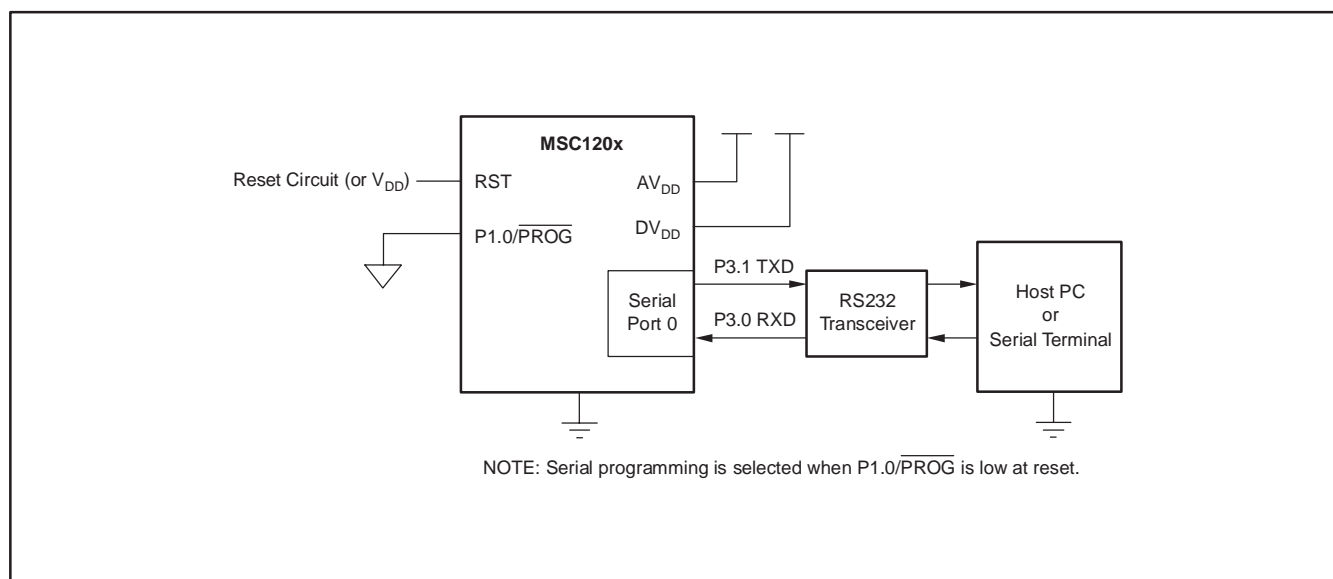 MSC120x
Reset Circuit (or VDD)
RST
AVDD
P1.0/PROG
DVDD
P3.1 TXD
Serial
Port 0
P3.0 RXD
RS232
Transceiver
Host PC
or
Serial Terminal
NOTE: Serial programming is selected when P1.0/PROG is low at reset.